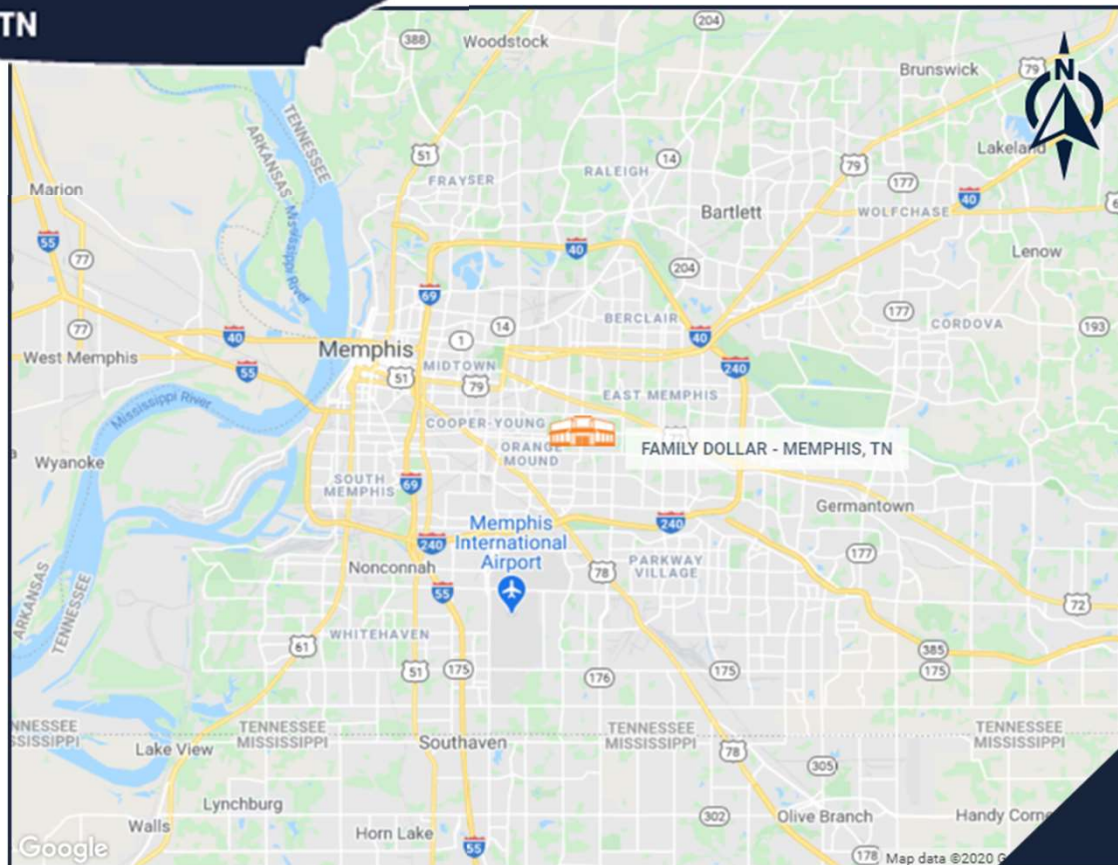 TN
204
388
Woodstock
N
Brunswick
79
TENNESSEE
ARKANSAS
Mississippi River
51
14
Lakeland
79
RALEIGH
FRAYSER
177
Marion
40
Bartlett
WOLFCHASE
55
40
Lenow
77
204
69
177
BERCLAIR
CORDOVA
77
14
193
40
1
40
West Memphis
Memphis
MIDTOWN
55
240
51
79
EAST MEMPHIS
Mississippi River
COOPER-YOUNG
ORANGE
MOUND
FAMILY DOLLAR - MEMPHIS, TN
Wyanoke
69
SOUTH
MEMPHIS
Germantown
Memphis
International
Airport
240
240
177
Nonconnah
PARKWAY
VILLAGE
78
55
ARKANSAS
TENNESSEE
72
WHITEHAVEN
61
385
51
175
175
175
176
NNESSEE
SISSIPPI
TENNESSEE
MISSISSIPPI
TENNESSEE
MISSISSIPPI
TENNESSEE
MISSISSIPPI
Lake View
Southaven
78
305
Lynchburg
302
Olive Branch
Handy Corne
Walls
Horn Lake
55
Google
178
Map data ©2020 G